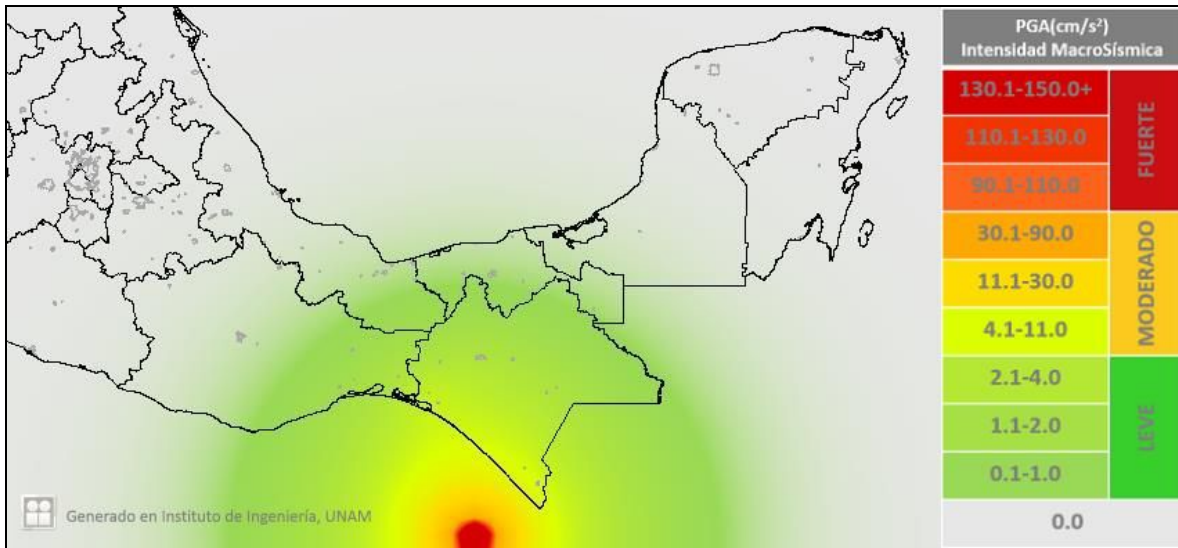 PGA(cm/s²)
Intensidad MacroSísmica
130.1-150.0+
110.1-130.0
90.1-110.0
FUERTE
30.1-90.0
11.1-30.0
4.1-11.0
MODERADO
2.1-4.0
1.1-2.0
0.1-1.0
LEVE
0.0
Generado en Instituto de Ingeniería, UNAM